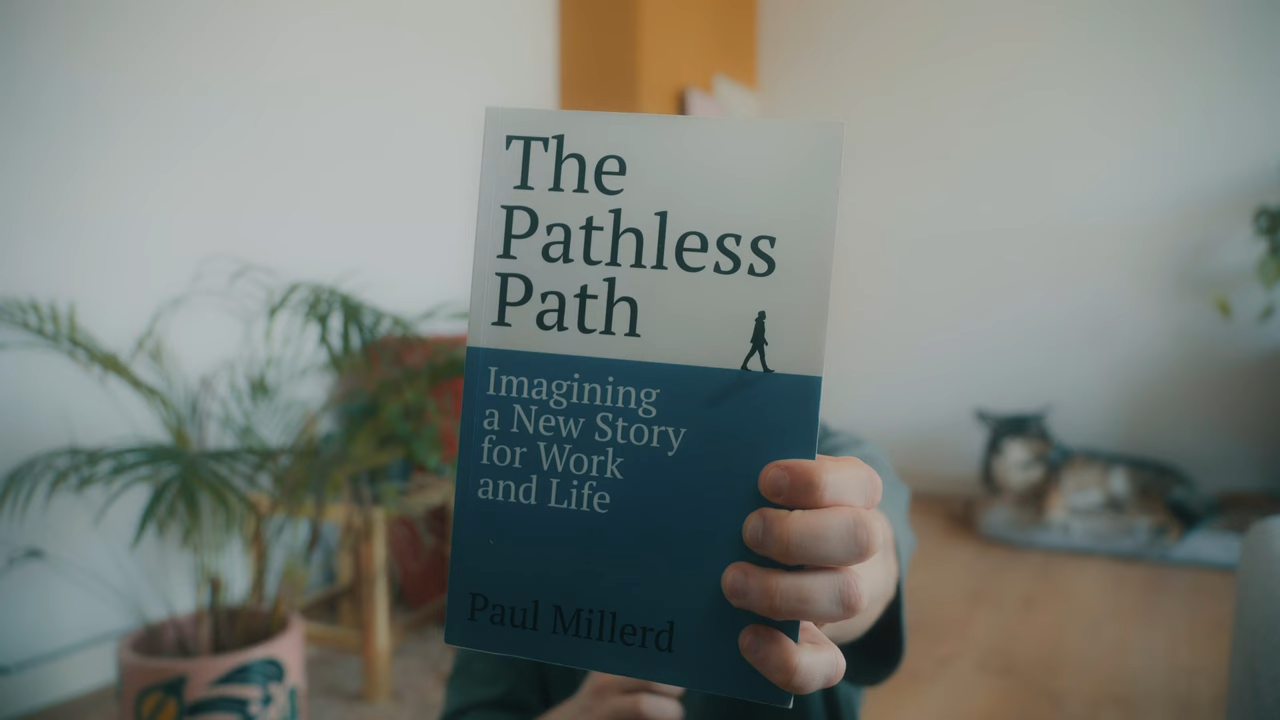 The
Pathless
Path
Imagining
a New Story
for Work
and Life
Paul Millerd